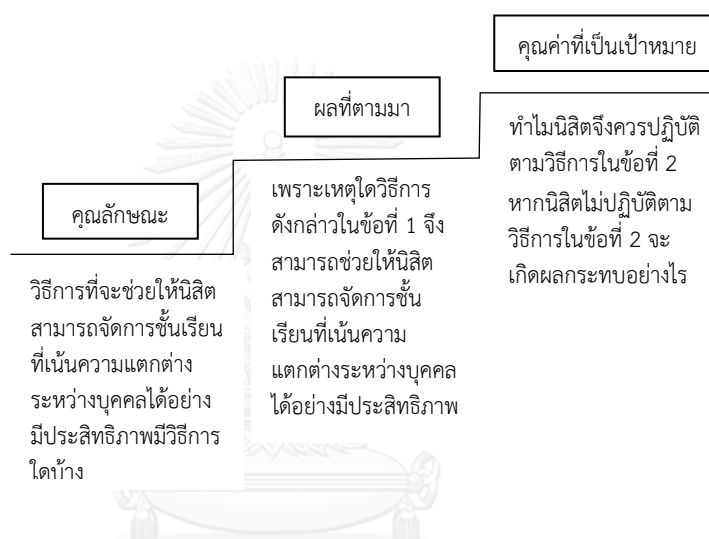 คุณค่าที่เป็นเป้าหมาย
ทำไมนิสิตจึงควรปฏิบัติ
ตามวิธีการในข้อที่ 2
หากนิสิตไม่ปฏิบัติตาม
วิธีการในข้อที่ 2 จะ
เกิดผลกระทบอย่างไร
ผลที่ตามมา
เพราะเหตุใดวิธีการ
ดังกล่าวในข้อที่ 1 จึง
สามารถช่วยให้นิสิต
สามารถจัดการชั้น
เรียนที่เน้นความ
แตกต่างระหว่างบุคคล
ได้อย่างมีประสิทธิภาพ
คุณลักษณะ
วิธีการที่จะช่วยให้นิสิต
สามารถจัดการชั้นเรียน
ที่เน้นความแตกต่าง
ระหว่างบุคคลได้อย่าง
มีประสิทธิภาพมีวิธีการ
ใดบ้าง